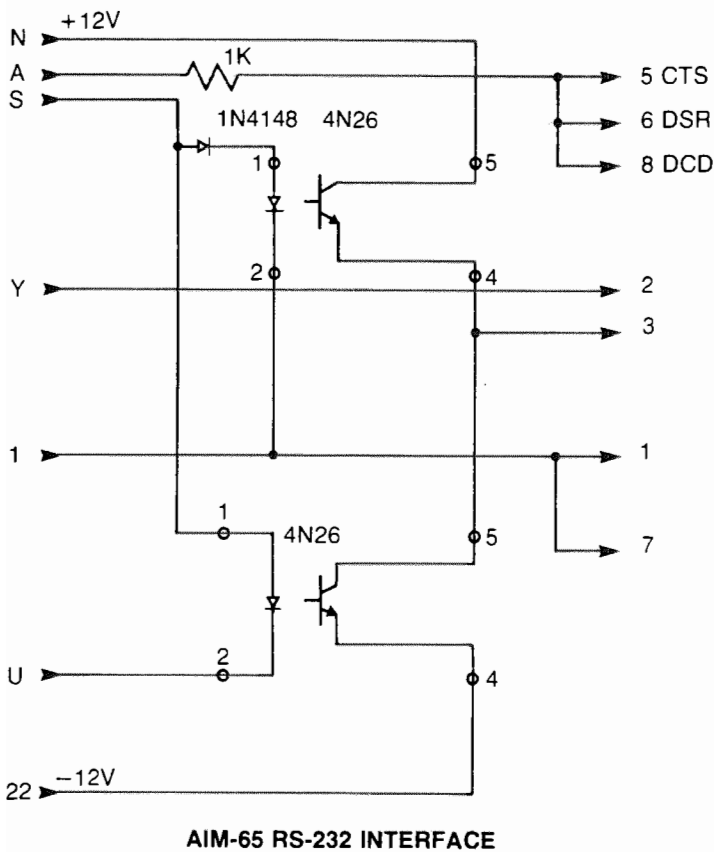 N +12V
A 1K 5 CTS
S
1N4148 4N26 6 DSR
1 5 8 DCD
2 4
Y 2
3
1 1
1 4N26 5 7
2 4
U
22 −12V
AIM-65 RS-232 INTERFACE